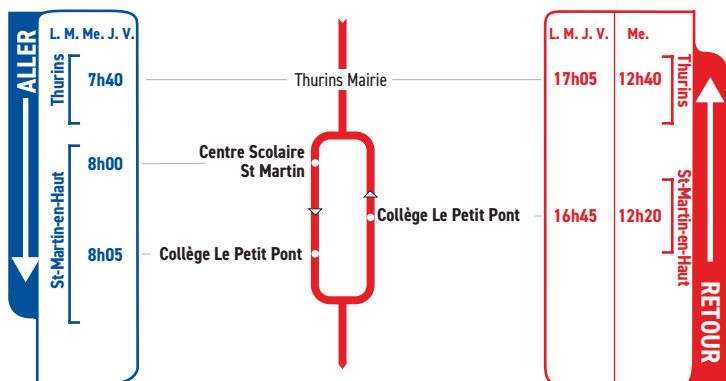 ALLER
L. M. Me. J. V.
Thurins
7h40
St-Martin-en-Haut
8h00
8h05
Thurins Mairie
Centre Scolaire
St Martin
Collège Le Petit Pont
Collège Le Petit Pont
L. M. J. V.
Me.
17h05
12h40
Thurins
16h45
12h20
St-Martin-en-Haut
RETOUR